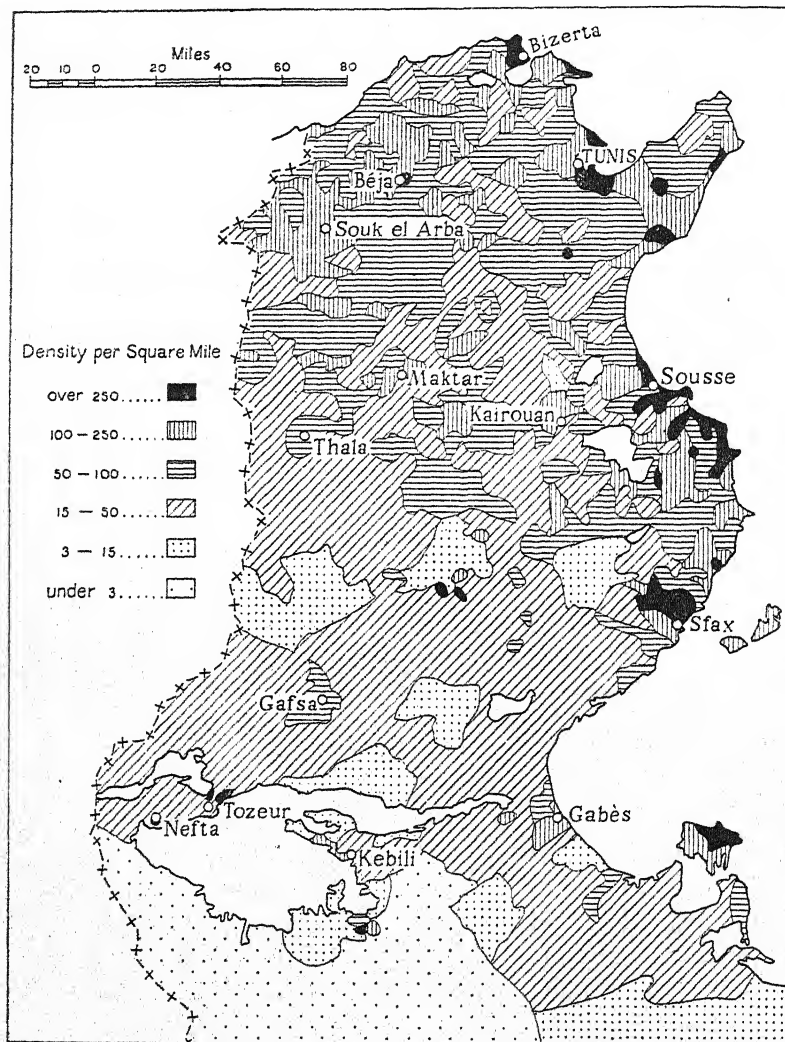 Miles
20 10 0 20 40 60 80
Bizerta
TUNIS
Béja
Souk el Arba
Density per Square Mile
over 250......
100 – 250......
50 – 100......
15 – 50......
3 – 15......
under 3......
Maktar
Sousse
Kairouan
Thala
Sfax
Gafsa
Tozeur
Nefta
Gabès
Kebili